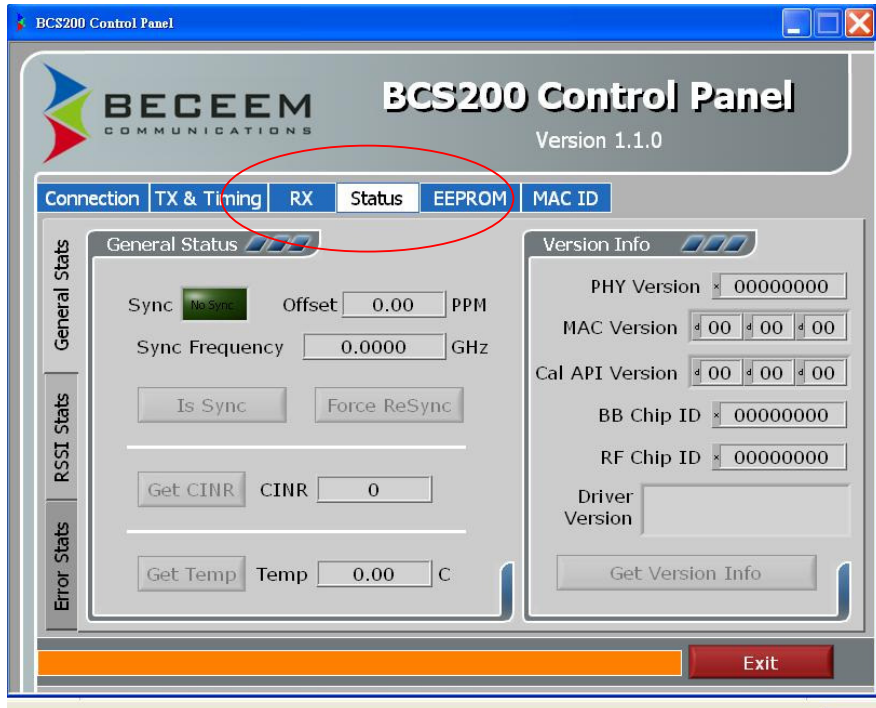 BCS200 Control Panel
BECEEM
COMMUNICATIONS
BCS200 Control Panel
Version 1.1.0
Connection TX & Timing RX Status EEPROM MAC ID
General Stats
RSSI Stats
Error Stats
General Status
Sync No Sync Offset 0.00 PPM
Sync Frequency 0.0000 GHz
Is Sync Force ReSync
Get CINR CINR 0
Get Temp Temp 0.00 C
Version Info
PHY Version x 00000000
MAC Version d 00 d 00 d 00
Cal API Version d 00 d 00 d 00
BB Chip ID x 00000000
RF Chip ID x 00000000
Driver
Version
Get Version Info
Exit